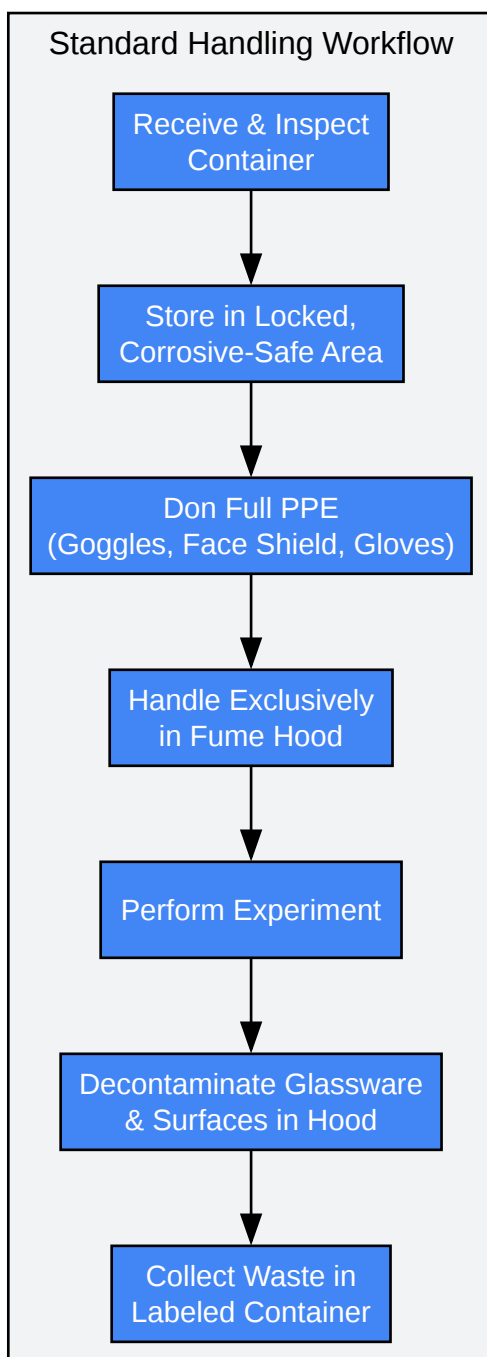 Standard Handling Workflow
Receive & Inspect
Container
Store in Locked,
Corrosive-Safe Area
Don Full PPE
(Goggles, Face Shield, Gloves)
Handle Exclusively
in Fume Hood
Perform Experiment
Decontaminate Glassware
& Surfaces in Hood
Collect Waste in
Labeled Container